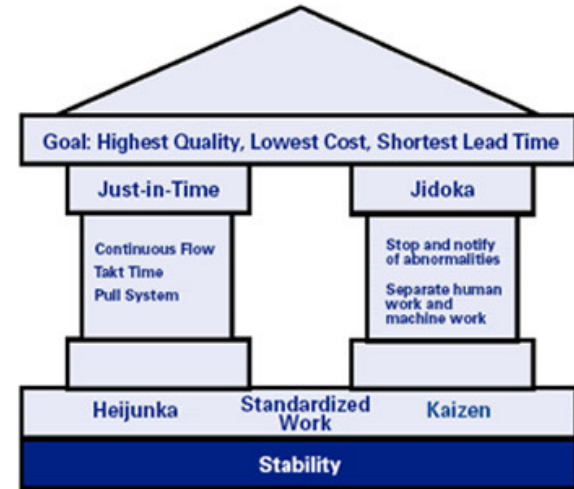 Goal: Highest Quality, Lowest Cost, Shortest Lead Time
Just-in-Time
Jidoka
Continuous Flow
Takt Time
Pull System
Stop and notify
of abnormalities
Separate human
work and
machine work
Heijunka
Standardized
Work
Kaizen
Stability